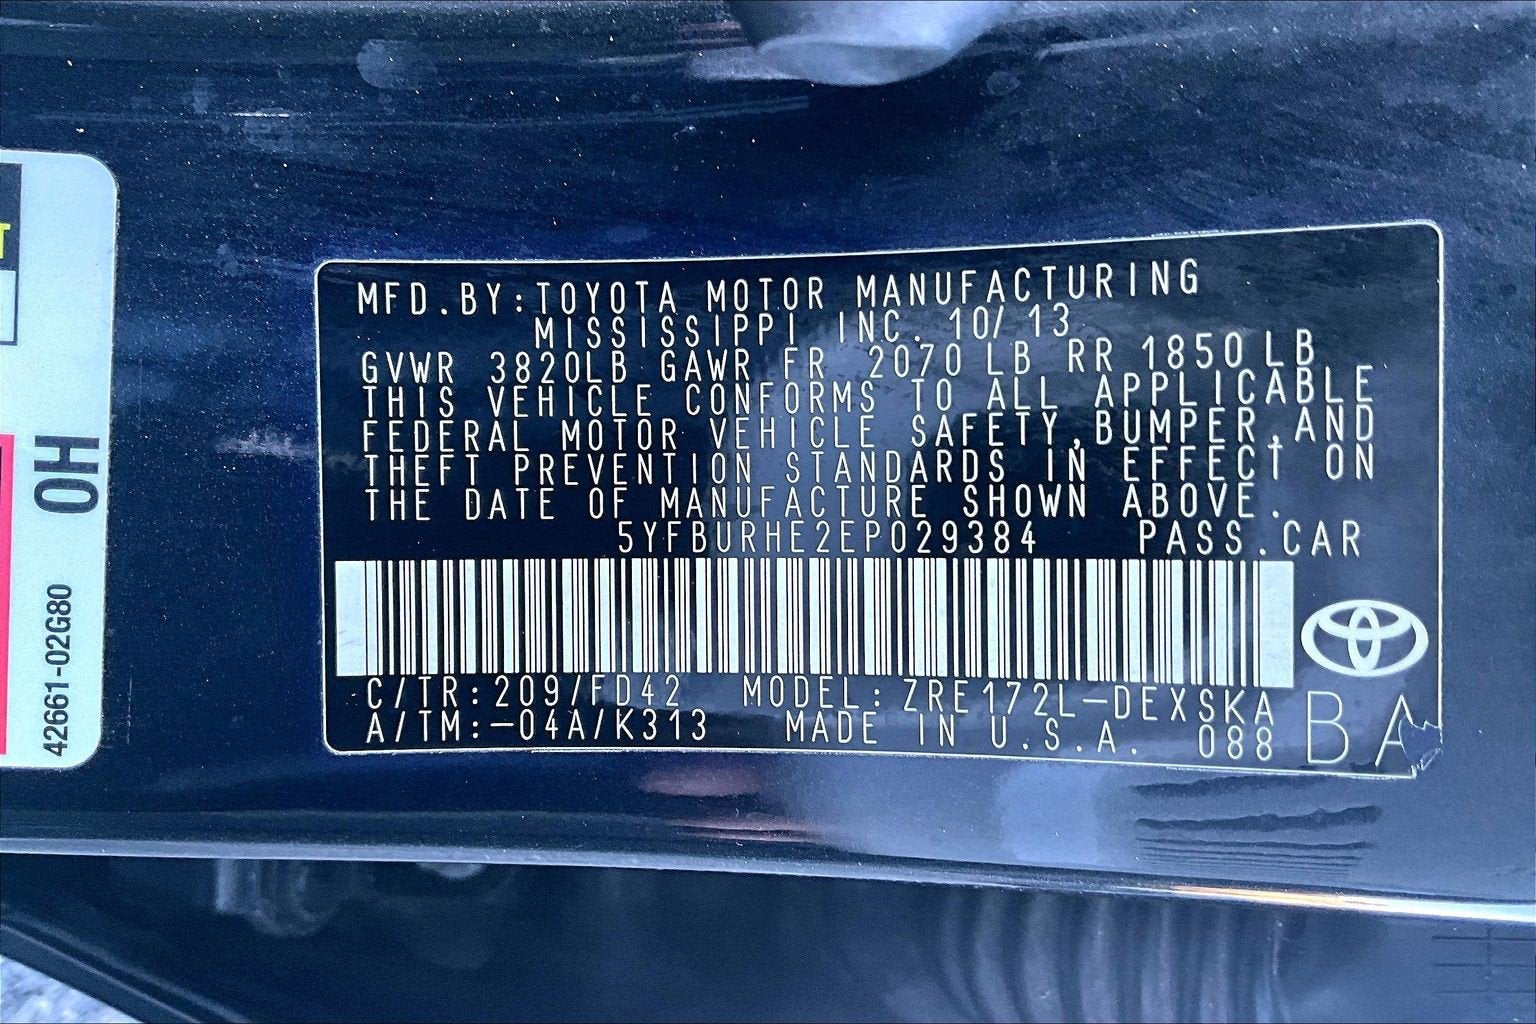 T
OH
42661-02G80
MFD.BY:TOYOTA MOTOR MANUFACTURING
MISSISSIPPI INC. 10/13
GVWR 3820LB GAWR FR 2070 LB RR 1850LB
THIS VEHICLE CONFORMS TO ALL APPLICABLE
FEDERAL MOTOR VEHICLE SAFETY,BUMPER,AND
THEFT PREVENTION STANDARDS IN EFFECT ON
THE DATE OF MANUFACTURE SHOWN ABOVE.
5YFBURHE2EP029384 PASS.CAR
C/TR:209/FD42 MODEL:ZRE172L-DEXSKA
A/TM:-04A/K313 MADE IN U.S.A. 088
BA